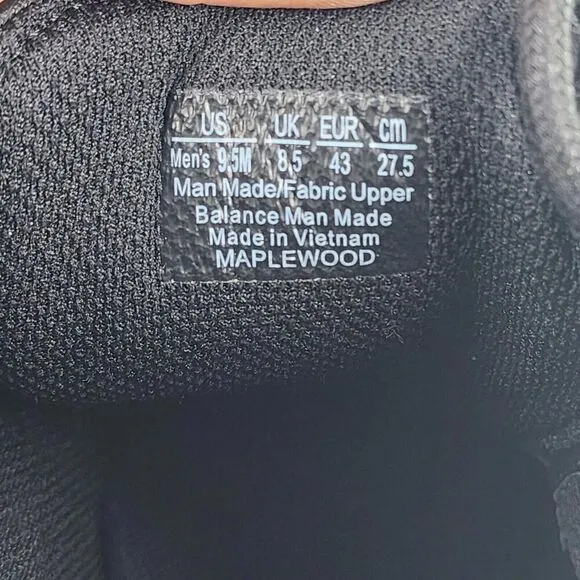 US UK EUR cm
Men's 9.5M 8.5 43 27.5
Man Made/Fabric Upper
Balance Man Made
Made in Vietnam
MAPLEWOOD